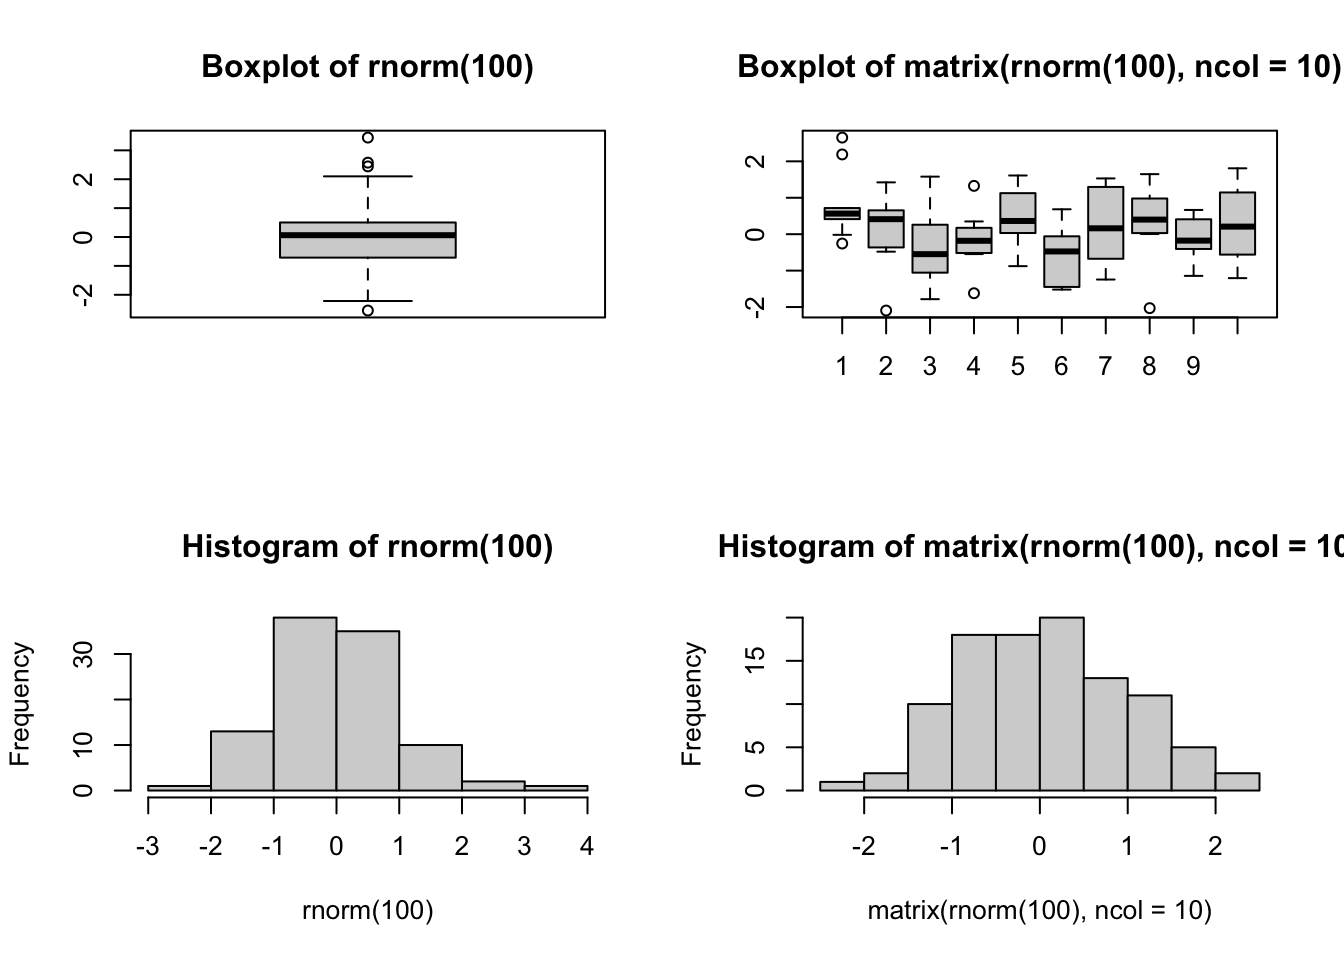 Boxplot of rnorm(100)
2
0
-2
Boxplot of matrix(rnorm(100), ncol = 10)
2
0
-2
1 2 3 4 5 6 7 8 9
Histogram of rnorm(100)
Frequency
30
10
0
-3 -2 -1 0 1 2 3 4
rnorm(100)
Histogram of matrix(rnorm(100), ncol = 10
Frequency
15
5
0
-2 -1 0 1 2
matrix(rnorm(100), ncol = 10)